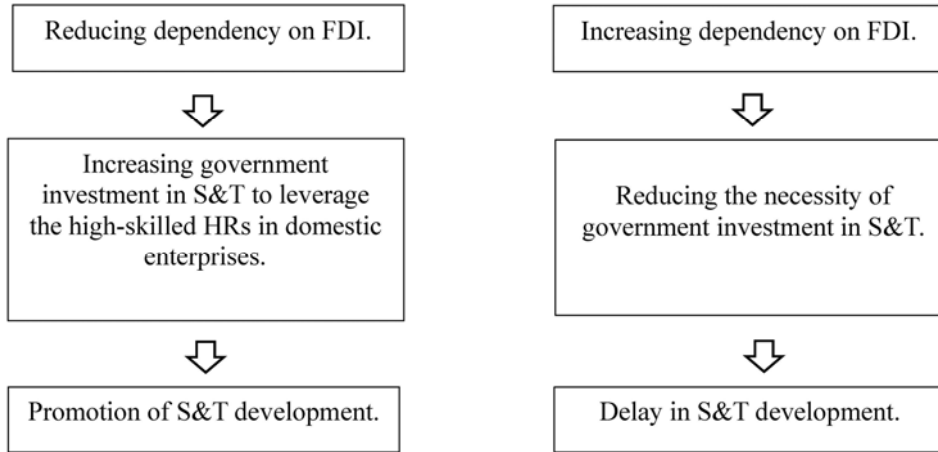 Reducing dependency on FDI.
Increasing government
investment in S&T to leverage
the high-skilled HRs in domestic
enterprises.
Promotion of S&T development.
Increasing dependency on FDI.
Reducing the necessity of
government investment in S&T.
Delay in S&T development.